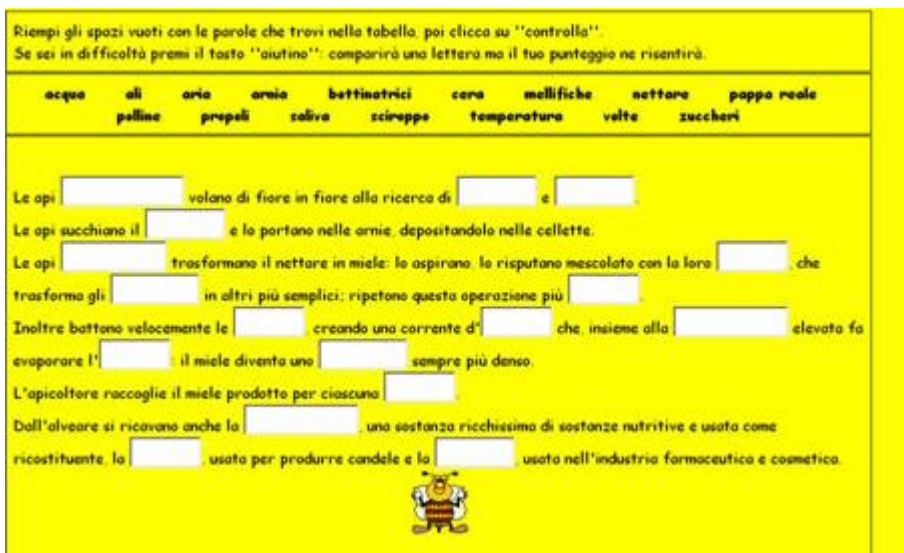 Riempi gli spazi vuoti con le parole che trovi nella tabella, poi clicca su ''controlla''.
Se sei in difficoltà premi il tasto ''aiutino'': comparirà una lettera ma il tuo punteggio ne risentirà.
acqua ali aria arnia bottinatrici cera mellifiche nettare pappa reale
polline propoli saliva sciroppo temperatura volte zuccheri
Le api volano di fiore in fiore alla ricerca di e .
Le api succhiano il e lo portano nelle arnie, depositandolo nelle cellette.
Le api trasformano il nettare in miele: lo aspirano, lo risputano mescolato con la loro , che
trasforma gli in altri più semplici; ripetono questa operazione più .
Inoltre battono velocemente le , creando una corrente d' che, insieme alla elevata fa
evaporare l' : il miele diventa uno sempre più denso.
L'apicoltore raccoglie il miele prodotto per ciascuna .
Dall'alveare si ricavano anche la , una sostanza ricchissima di sostanze nutritive e usata come
ricostituente, la , usata per produrre candele e la , usata nell'industria farmaceutica e cosmetica.